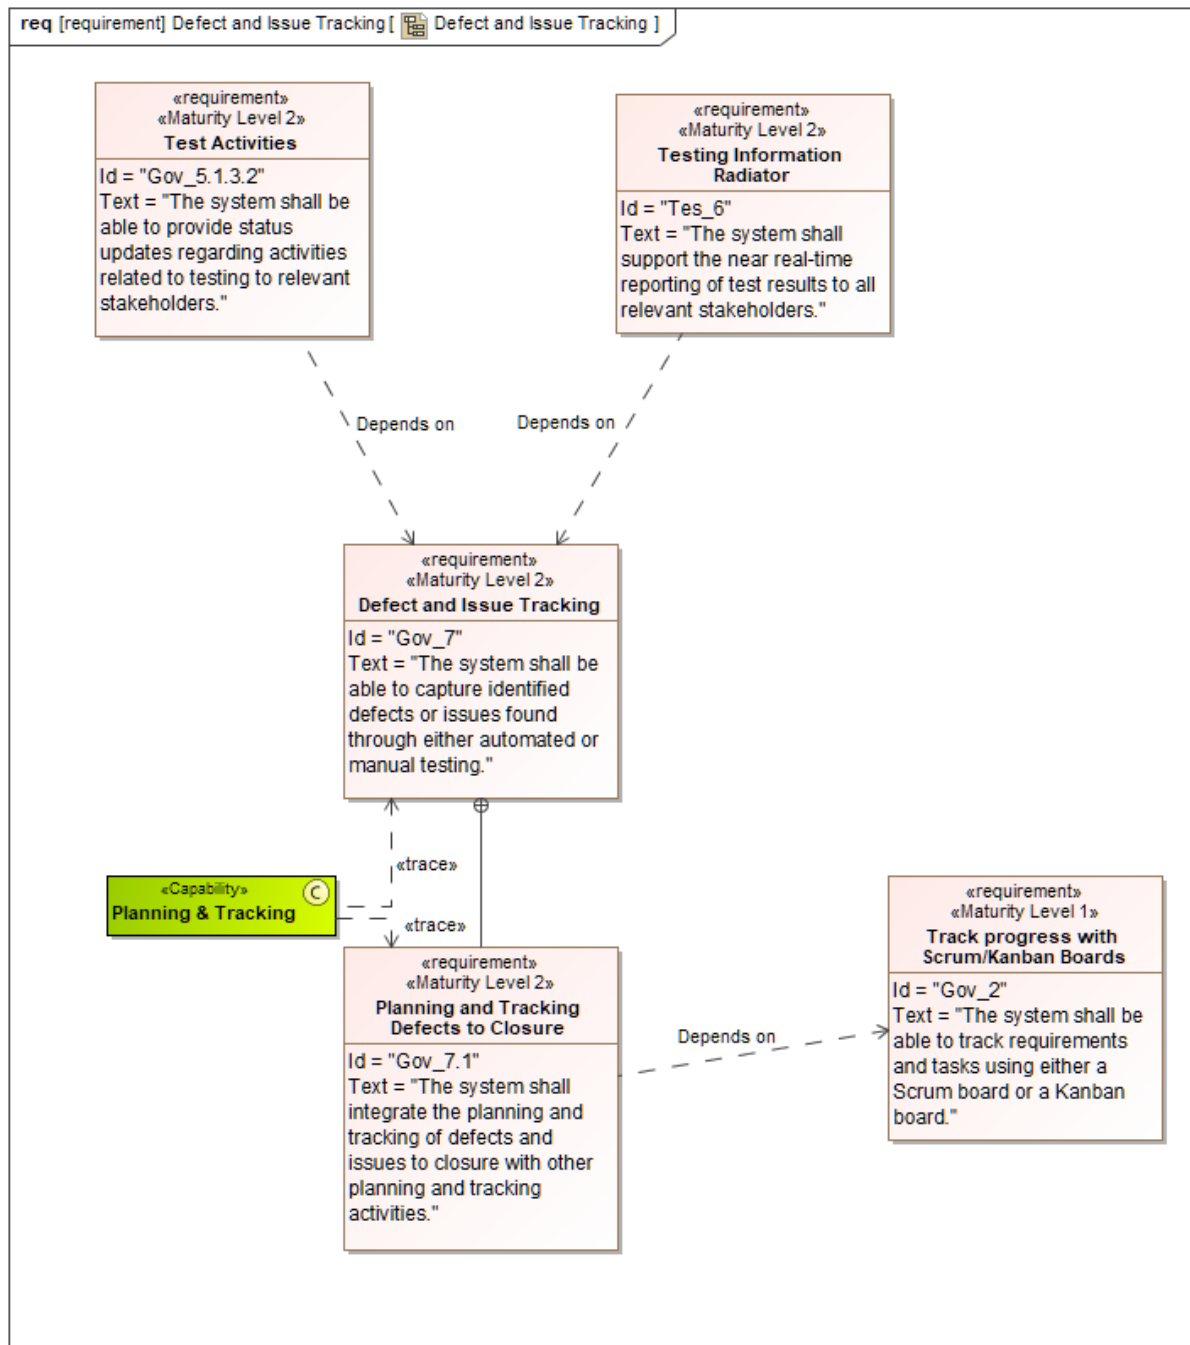 req [requirement] Defect and Issue Tracking [ Defect and Issue Tracking ]
«requirement»
«Maturity Level 2»
Test Activities
Id = "Gov_5.1.3.2"
Text = "The system shall be
able to provide status
updates regarding activities
related to testing to relevant
stakeholders."
«requirement»
«Maturity Level 2»
Testing Information
Radiator
Id = "Tes_6"
Text = "The system shall
support the near real-time
reporting of test results to all
relevant stakeholders."
Depends on
Depends on
«requirement»
«Maturity Level 2»
Defect and Issue Tracking
Id = "Gov_7"
Text = "The system shall be
able to capture identified
defects or issues found
through either automated or
manual testing."
«trace»
«Capability»
C
Planning & Tracking
«trace»
«requirement»
«Maturity Level 2»
Planning and Tracking
Defects to Closure
Id = "Gov_7.1"
Text = "The system shall
integrate the planning and
tracking of defects and
issues to closure with other
planning and tracking
activities."
Depends on
«requirement»
«Maturity Level 1»
Track progress with
Scrum/Kanban Boards
Id = "Gov_2"
Text = "The system shall be
able to track requirements
and tasks using either a
Scrum board or a Kanban
board."